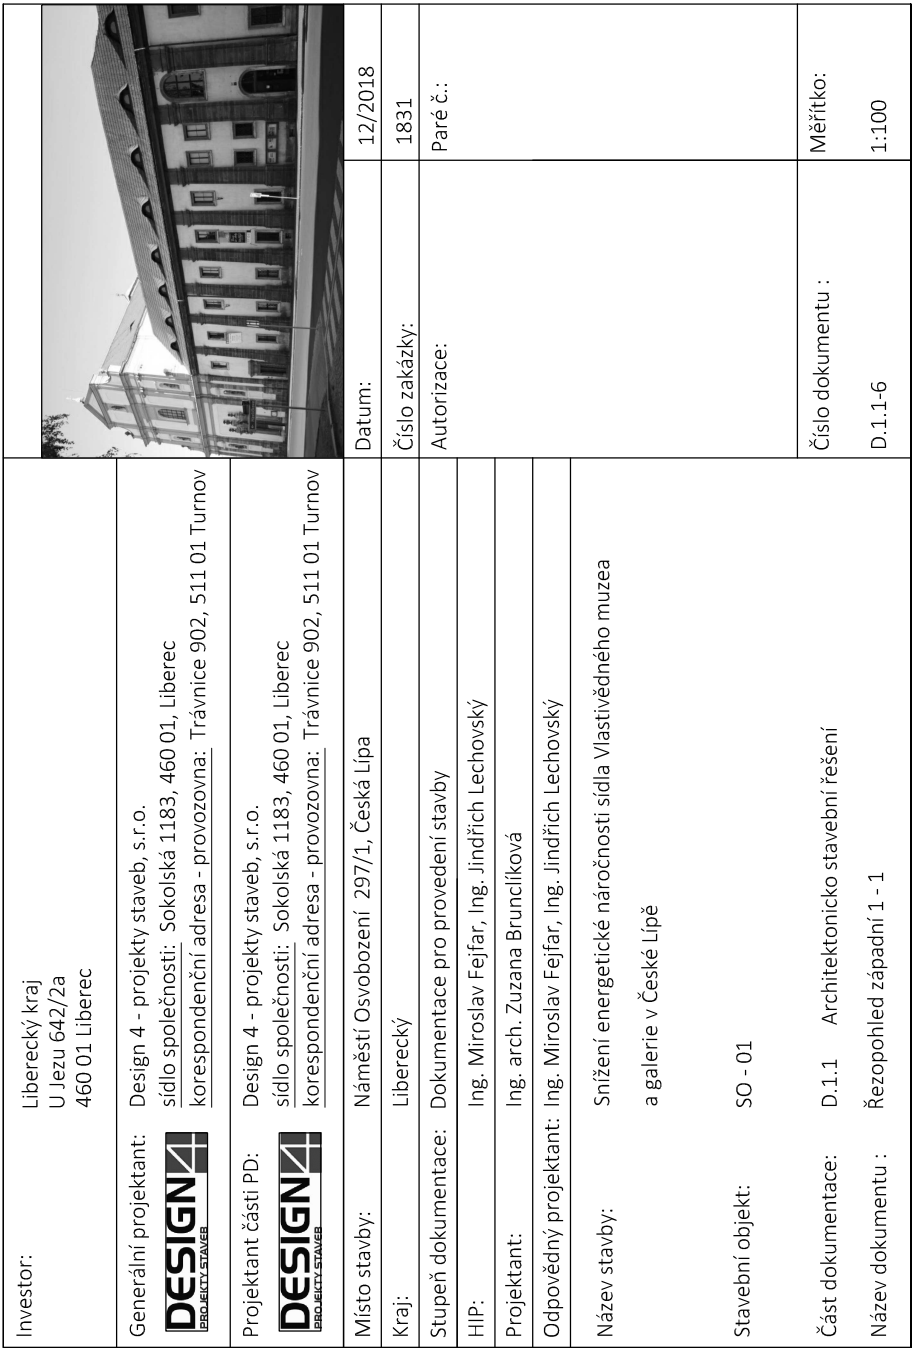 Investor:
Liberecký kraj
U Jezu 642/2a
460 01 Liberec
Generální projektant:
DESIGN4
PROJEKTY STAVEB
Design 4 - projekty staveb, s.r.o.
sídlo společnosti: Sokolská 1183, 460 01, Liberec
korespondenční adresa - provozovna: Trávnice 902, 511 01 Turnov
Projektant části PD:
DESIGN4
PROJEKTY STAVEB
Design 4 - projekty staveb, s.r.o.
sídlo společnosti: Sokolská 1183, 460 01, Liberec
korespondenční adresa - provozovna: Trávnice 902, 511 01 Turnov
Místo stavby: Náměstí Osvobození 297/1, Česká Lípa
Datum: 12/2018
Kraj: Liberecký
Číslo zakázky: 1831
Stupeň dokumentace: Dokumentace pro provedení stavby
Autorizace:
Paré č.:
HIP: Ing. Miroslav Fejfar, Ing. Jindřich Lechovský
Projektant: Ing. arch. Zuzana Brunclíková
Odpovědný projektant: Ing. Miroslav Fejfar, Ing. Jindřich Lechovský
Název stavby: Snížení energetické náročnosti sídla Vlastivědného muzea
a galerie v České Lípě
Stavební objekt: SO - 01
Část dokumentace: D.1.1 Architektonicko stavební řešení
Číslo dokumentu :
Měřítko:
Název dokumentu : Řezopohled západní 1 - 1
D.1.1-6
1:100